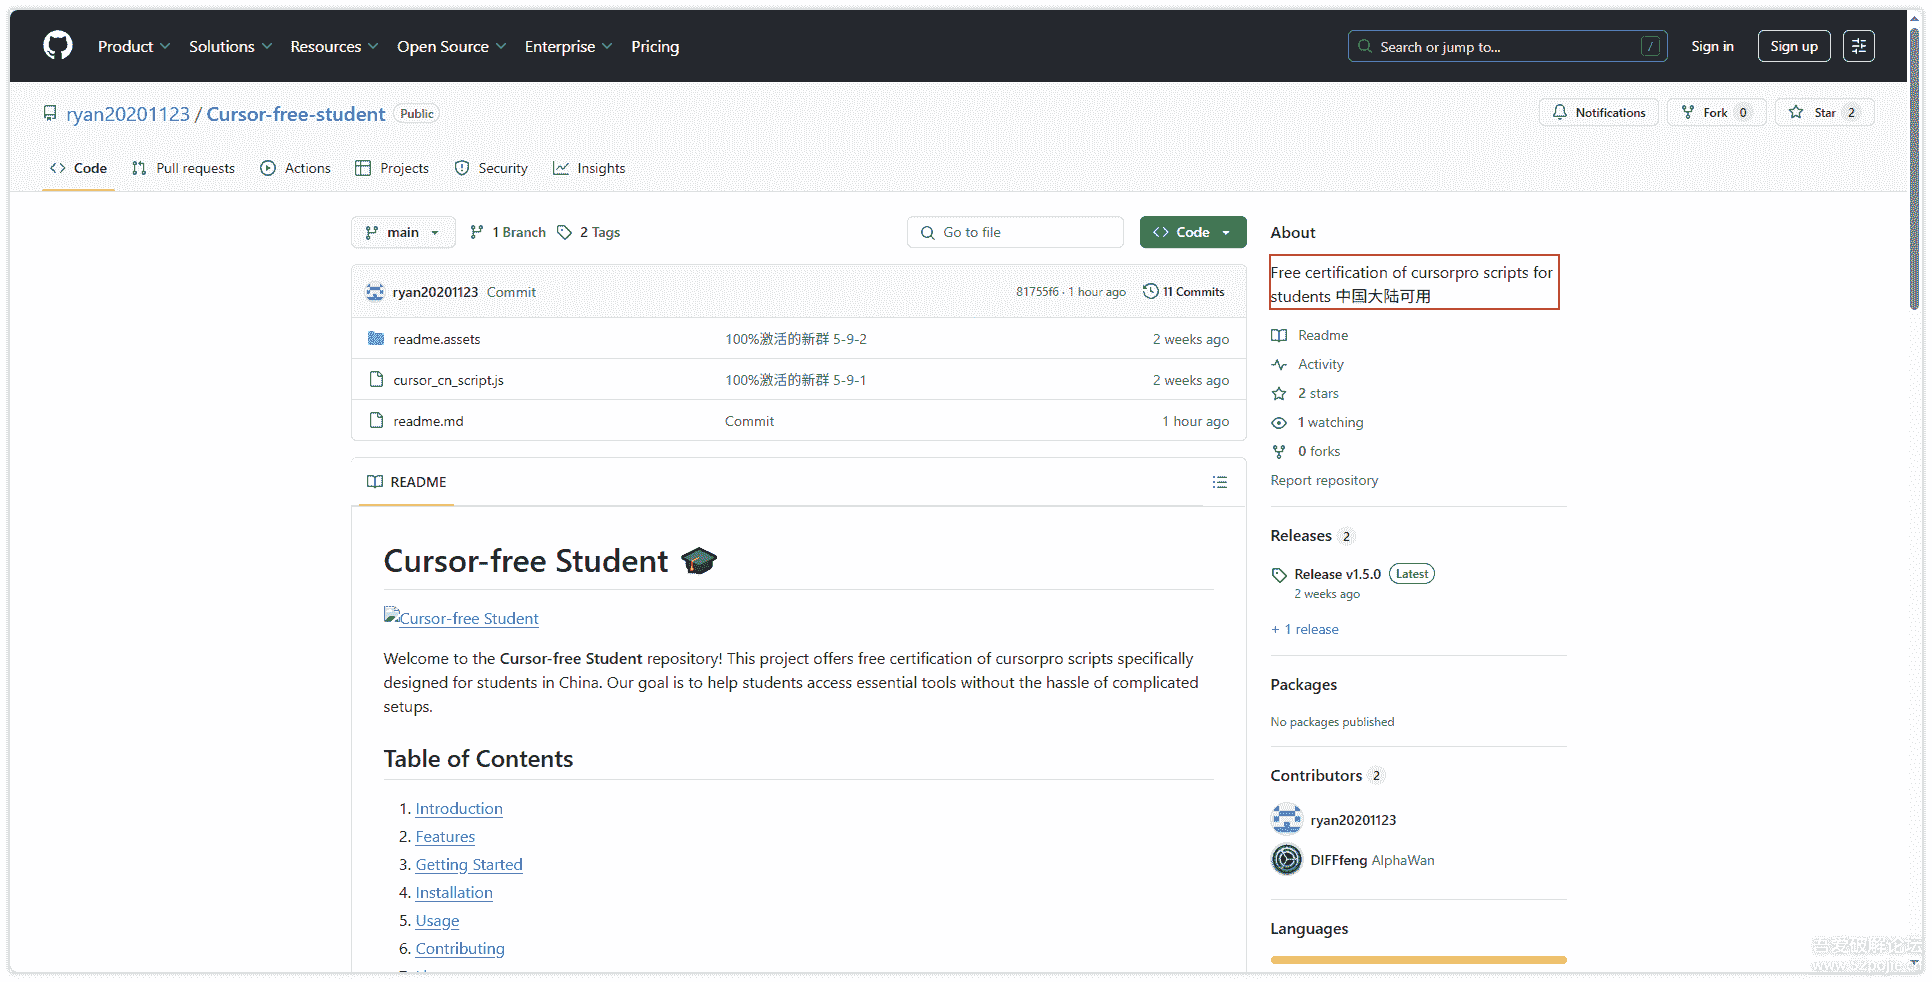 Product Solutions Resources Open Source Enterprise Pricing Search or jump to... / Sign in Sign up
ryan20201123 / Cursor-free-student Public Notifications Fork 0 Star 2
Code Pull requests Actions Projects Security Insights
main 1 Branch 2 Tags Go to file Code
ryan20201123 Commit 81755f6 · 1 hour ago 11 Commits
readme.assets 100%激活的新群 5-9-2 2 weeks ago
cursor_cn_script.js 100%激活的新群 5-9-1 2 weeks ago
readme.md Commit 1 hour ago
README
Cursor-free Student
Cursor-free Student
Welcome to the Cursor-free Student repository! This project offers free certification of cursorpro scripts specifically
designed for students in China. Our goal is to help students access essential tools without the hassle of complicated
setups.
Table of Contents
1. Introduction
2. Features
3. Getting Started
4. Installation
5. Usage
6. Contributing
About
Free certification of cursorpro scripts for
students 中国大陆可用
Readme
Activity
2 stars
1 watching
0 forks
Report repository
Releases 2
Release v1.5.0 Latest
2 weeks ago
+ 1 release
Packages
No packages published
Contributors 2
ryan20201123
DIFFfeng AlphaWan
Languages
吾爱破解论坛
www.52pojie.cn